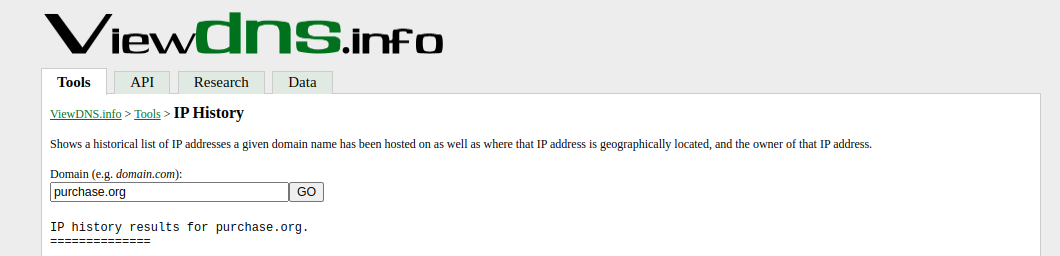 Viewdns.info
Tools API Research Data
ViewDNS.info > Tools > IP History
Shows a historical list of IP addresses a given domain name has been hosted on as well as where that IP address is geographically located, and the owner of that IP address.
Domain (e.g. domain.com):
purchase.org GO
IP history results for purchase.org.
==============